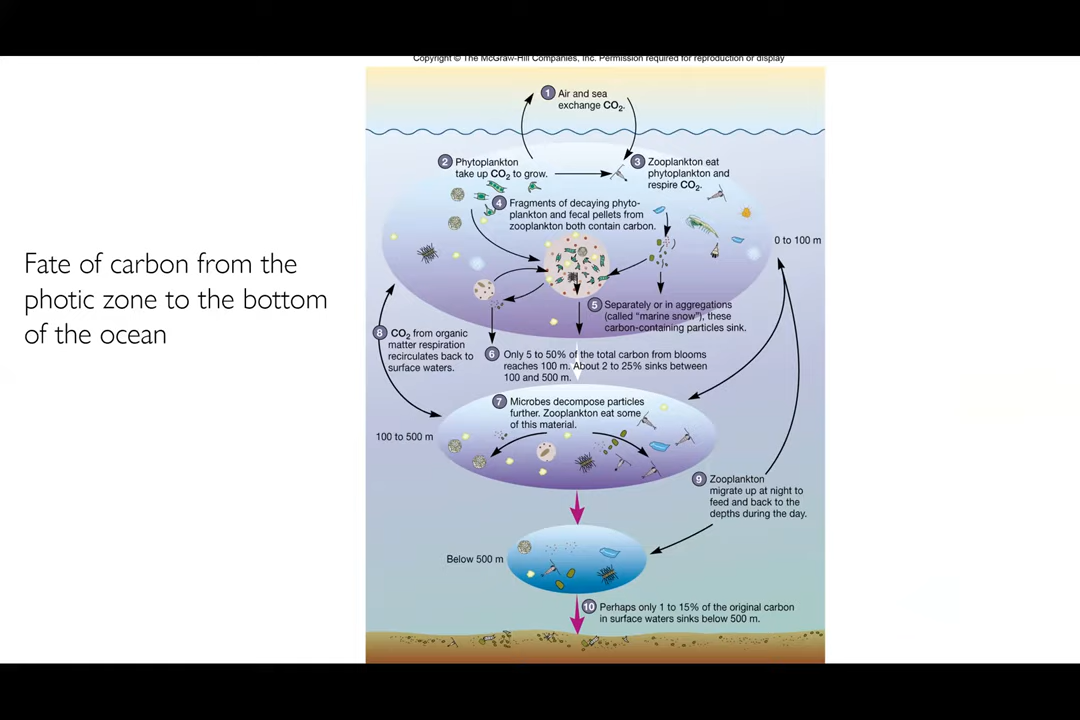 Copyright © The McGraw-Hill Companies, Inc. Permission required for reproduction or display
Fate of carbon from the
photic zone to the bottom
of the ocean
1 Air and sea
exchange CO2.
2 Phytoplankton
take up CO2 to grow.
3 Zooplankton eat
phytoplankton and
respire CO2.
4 Fragments of decaying phyto-
plankton and fecal pellets from
zooplankton both contain carbon.
0 to 100 m
5 Separately or in aggregations
(called "marine snow"), these
carbon-containing particles sink.
8 CO2 from organic
matter respiration
recirculates back to
surface waters.
6 Only 5 to 50% of the total carbon from blooms
reaches 100 m. About 2 to 25% sinks between
100 and 500 m.
7 Microbes decompose particles
further. Zooplankton eat some
of this material.
100 to 500 m
9 Zooplankton
migrate up at night to
feed and back to the
depths during the day.
Below 500 m
10 Perhaps only 1 to 15% of the original carbon
in surface waters sinks below 500 m.